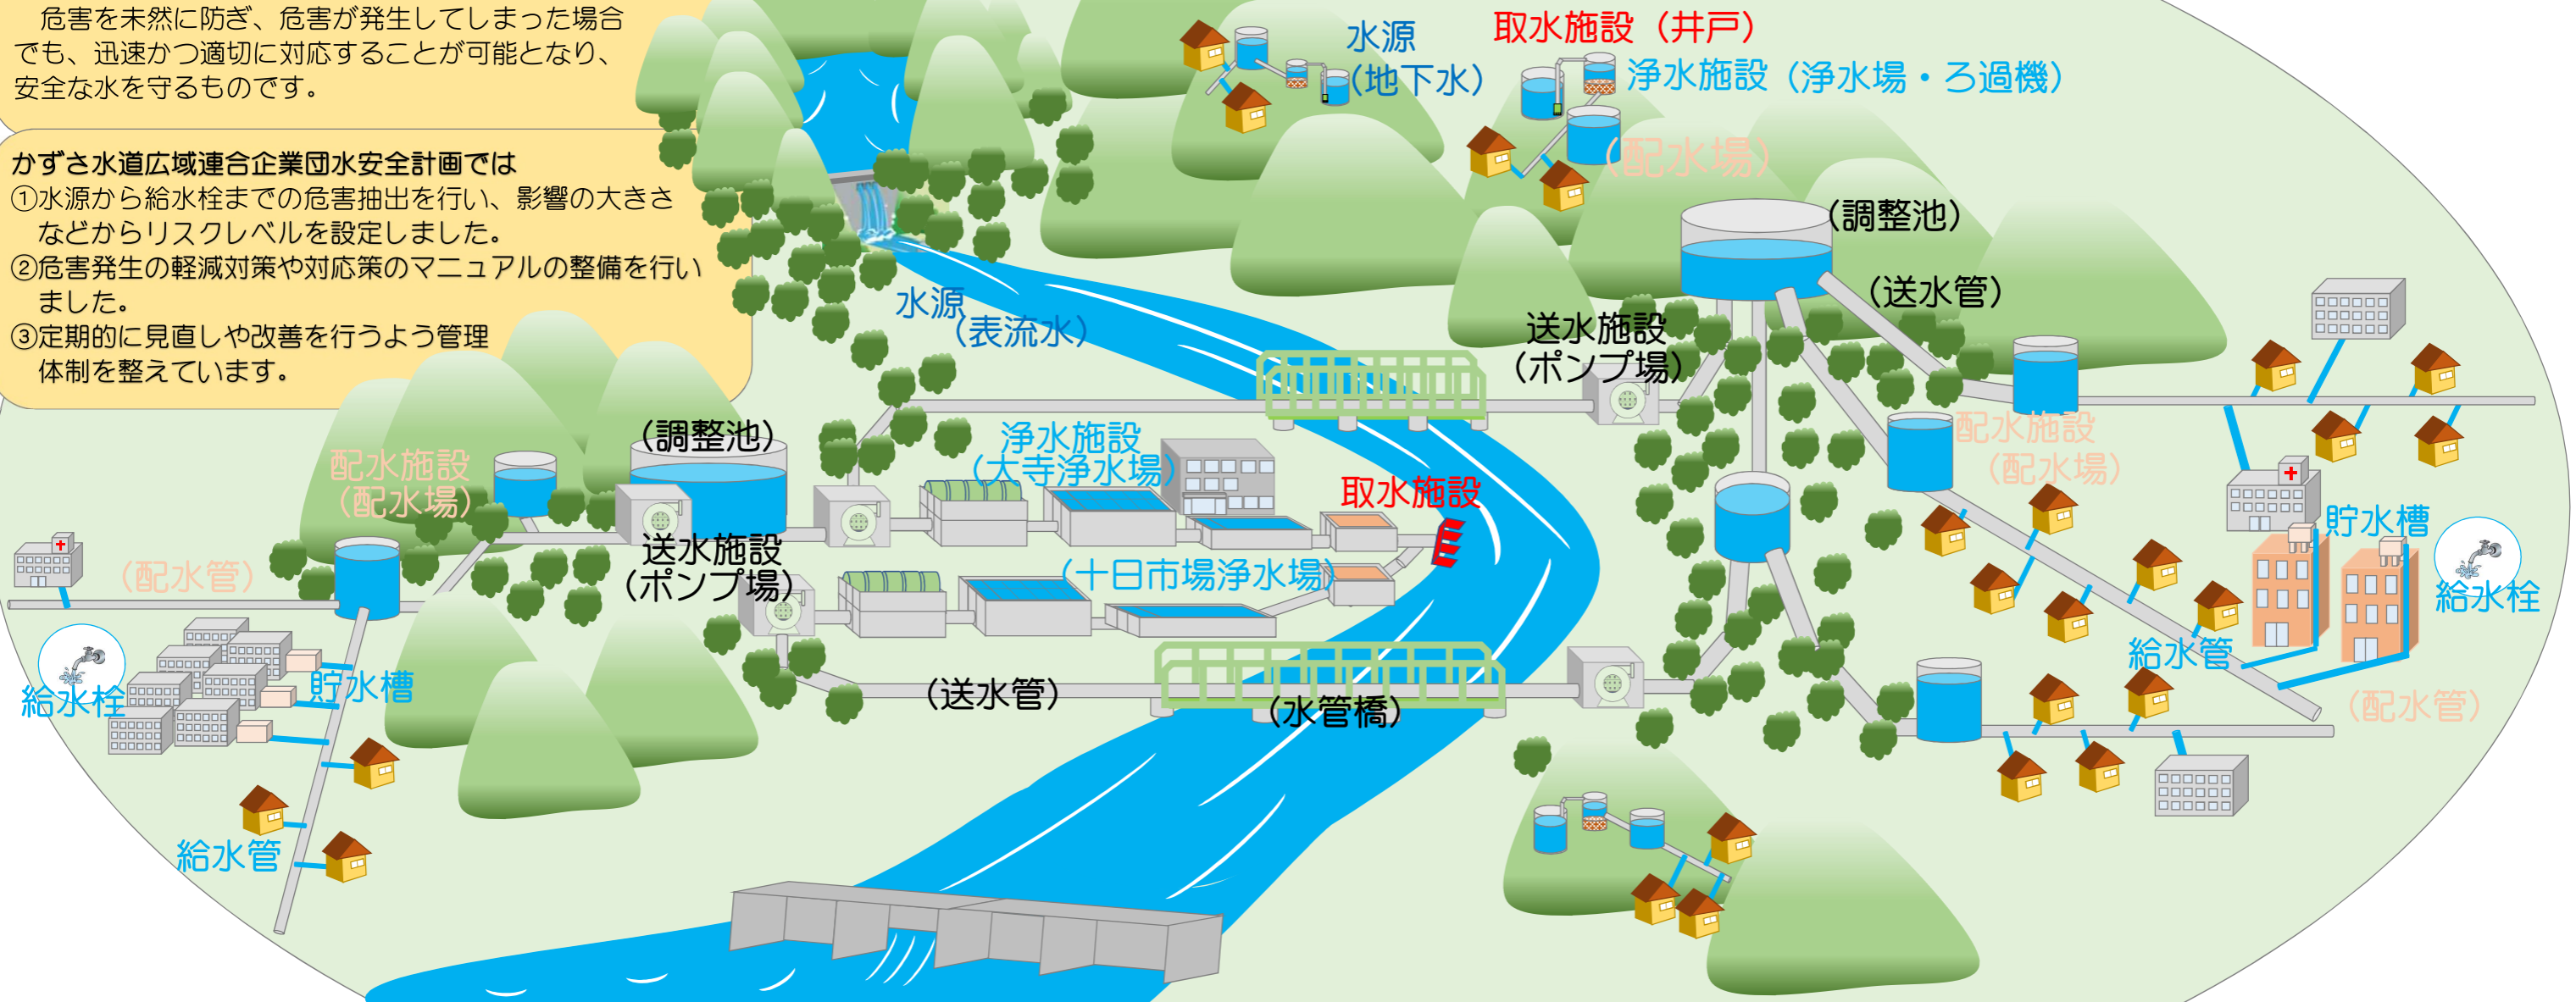 危害を未然に防ぎ、危害が発生してしまった場合
でも、迅速かつ適切に対応することが可能となり、
安全な水を守るものです。
かずさ水道広域連合企業団水安全計画では
①水源から給水栓までの危害抽出を行い、影響の大きさ
などからリスクレベルを設定しました。
②危害発生の軽減対策や対応策のマニュアルの整備を行い
ました。
③定期的に見直しや改善を行うよう管理
体制を整えています。
水源
（地下水）
取水施設（井戸）
浄水施設（浄水場・ろ過機）
（配水場）
（調整池）
（送水管）
水源
（表流水）
送水施設
（ポンプ場）
（調整池）
浄水施設
（大寺浄水場）
配水施設
（配水場）
配水施設
（配水場）
取水施設
貯水槽
給水栓
送水施設
（ポンプ場）
（十日市場浄水場）
（配水管）
給水栓
貯水槽
給水管
（送水管）
（水管橋）
（配水管）
給水管